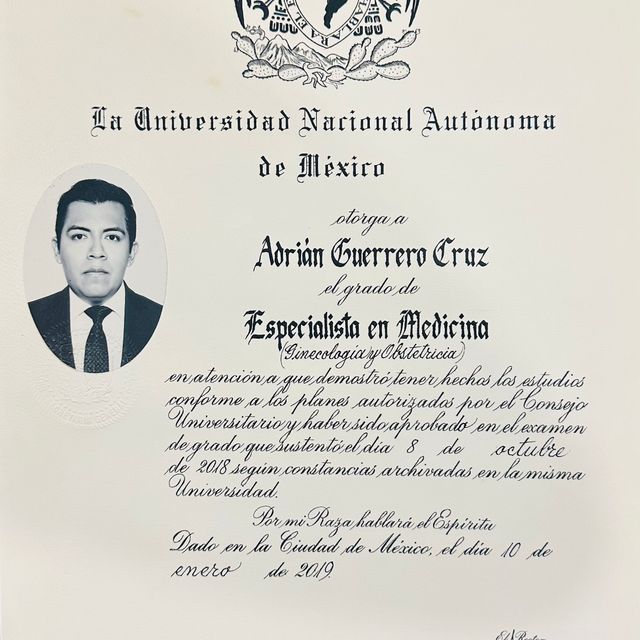 HABLARA EL E
La Universidad Nacional Autónoma
de México
otorga a
Adrián Guerrero Cruz
el grado de
Especialista en Medicina
(Ginecología y Obstetricia)
en atención a que demostró tener hechos los estudios
conforme a los planes autorizados por el Consejo
Universitario y haber sido aprobado en el examen
de grado que sustentó el día 8 de octubre
de 2018 según constancias archivadas en la misma
Universidad.
Por mi Raza hablará el Espíritu
Dado en la Ciudad de México, el día 10 de
enero de 2019.
El Rector